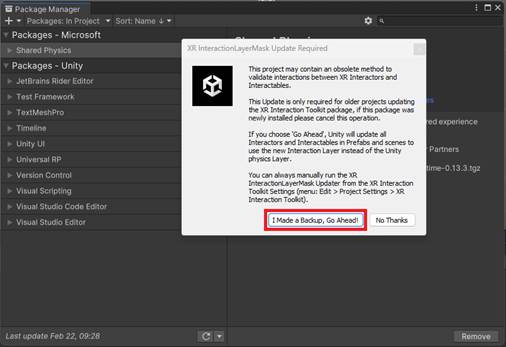 Package Manager
+ Packages: In Project Sort: Name ↓
Packages - Microsoft
Shared Physics
Packages - Unity
JetBrains Rider Editor
Test Framework
TextMeshPro
Timeline
Unity UI
Universal RP
Version Control
Visual Scripting
Visual Studio Code Editor
Visual Studio Editor
Last update Feb 22, 09:28
XR InteractionLayerMask Update Required
This project may contain an obsolete method to
validate interactions between XR Interactors and
Interactables.
This Update is only required for older projects updating
the XR Interaction Toolkit package, if this package was
newly installed please cancel this operation.
If you choose 'Go Ahead', Unity will update all
Interactors and Interactables in Prefabs and scenes to
use the new Interaction Layer instead of the Unity
physics Layer.
You can always manually run the XR
InteractionLayerMask Updater from the XR Interaction
Toolkit Settings (menu: Edit > Project Settings > XR
Interaction Toolkit).
I Made a Backup, Go Ahead!
No Thanks
ered experience
Partners
time-0.13.3.tgz
Remove